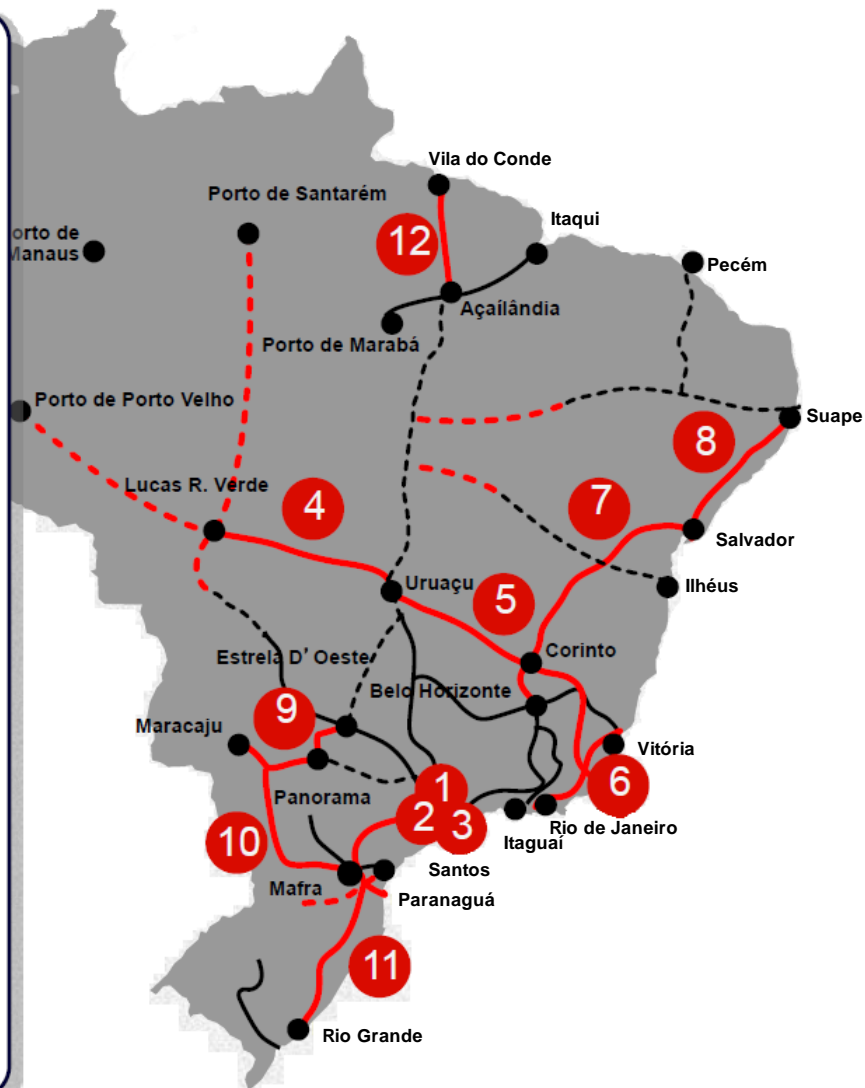 Vila do Conde
Porto de Santarém
Itaqui
12
orto de
Manaus
Pecém
Açaílândia
Porto de Marabá
Porto de Porto Velho
Suape
8
Lucas R. Verde
4
7
Salvador
Uruaçu
Ilhéus
5
Corinto
Estrela D' Oeste
Belo Horizonte
9
Maracaju
Vitória
6
1
Panorama
2
3
Rio de Janeiro
10
Itaguaí
Santos
Mafra
Paranaguá
11
Rio Grande